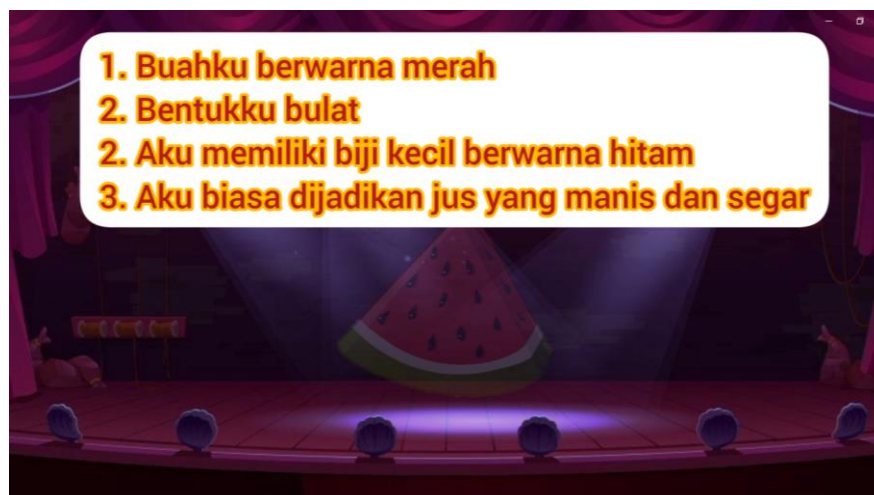 1. Buahku berwarna merah
2. Bentukku bulat
2. Aku memiliki biji kecil berwarna hitam
3. Aku biasa dijadikan jus yang manis dan segar